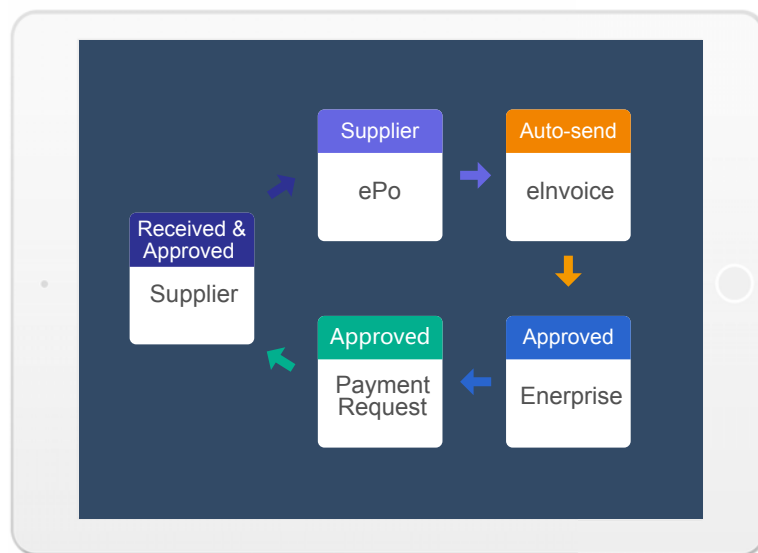 Supplier
ePo
Auto-send
eInvoice
Received &
Approved
Supplier
Approved
Payment
Request
Approved
Enerprise